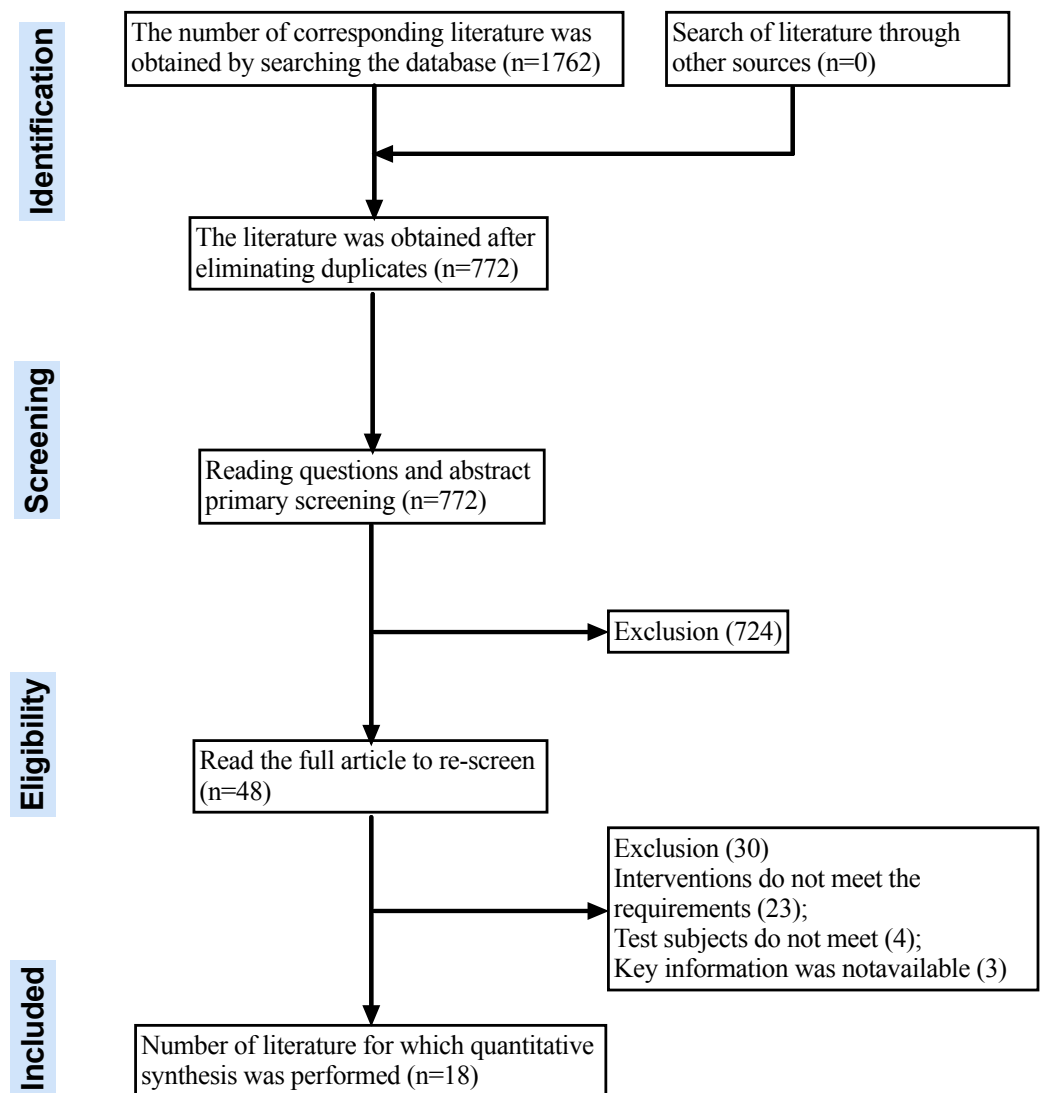 Identification
The number of corresponding literature was
obtained by searching the database (n=1762)
Search of literature through
other sources (n=0)
The literature was obtained after
eliminating duplicates (n=772)
Screening
Reading questions and abstract
primary screening (n=772)
Exclusion (724)
Eligibility
Read the full article to re-screen
(n=48)
Exclusion (30)
Interventions do not meet the
requirements (23);
Test subjects do not meet (4);
Key information was notavailable (3)
Included
Number of literature for which quantitative
synthesis was performed (n=18)